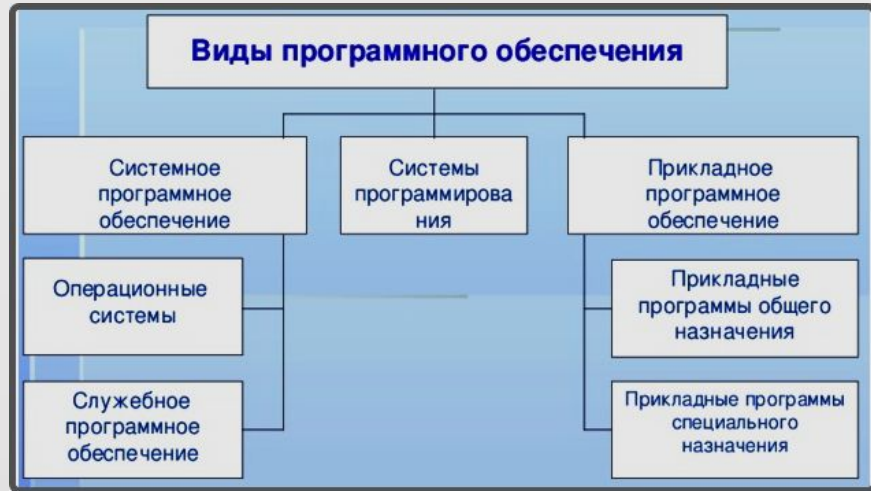 Виды программного обеспечения
Системное
программное
обеспечение
Системы
программирова
ния
Прикладное
программное
обеспечение
Операционные
системы
Прикладные
программы общего
назначения
Служебное
программное
обеспечение
Прикладные программы
специального
назначения